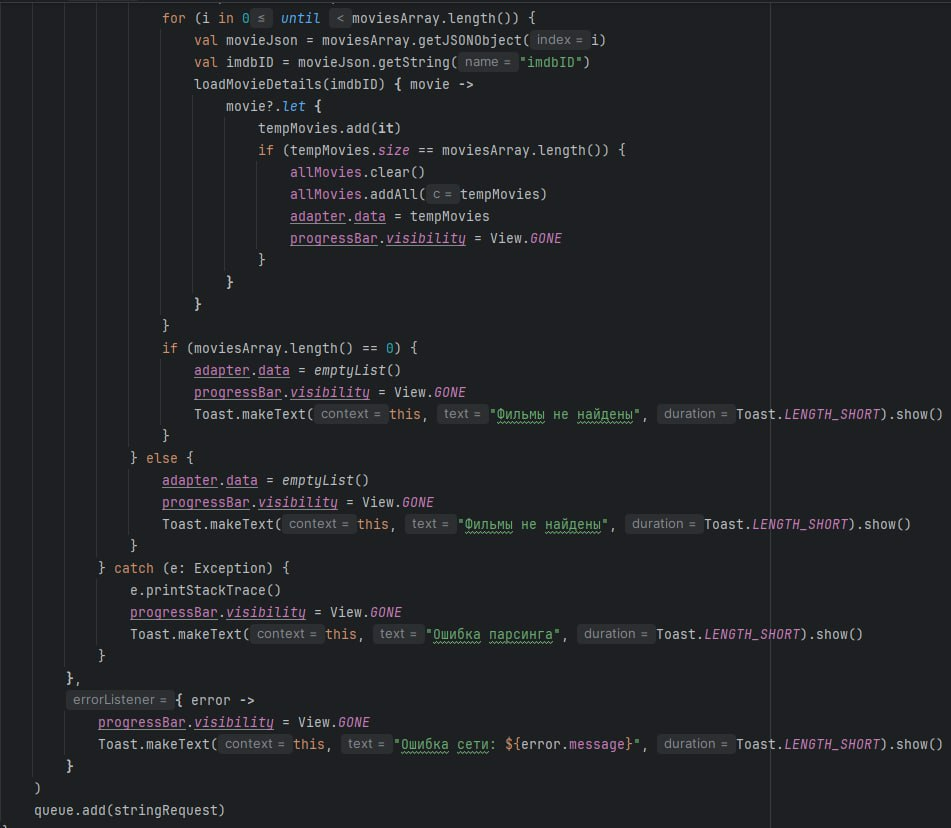 for (i in 0 ≤ until < moviesArray.length()) {
val movieJson = moviesArray.getJSONObject( index = i)
val imdbID = movieJson.getString( name = "imdbID")
loadMovieDetails(imdbID) { movie ->
movie?.let {
tempMovies.add(it)
if (tempMovies.size == moviesArray.length()) {
allMovies.clear()
allMovies.addAll( c = tempMovies)
adapter.data = tempMovies
progressBar.visibility = View.GONE
}
}
}
}
if (moviesArray.length() == 0) {
adapter.data = emptyList()
progressBar.visibility = View.GONE
Toast.makeText( context = this, text = "Фильмы не найдены", duration = Toast.LENGTH_SHORT).show()
}
} else {
adapter.data = emptyList()
progressBar.visibility = View.GONE
Toast.makeText( context = this, text = "Фильмы не найдены", duration = Toast.LENGTH_SHORT).show()
}
} catch (e: Exception) {
e.printStackTrace()
progressBar.visibility = View.GONE
Toast.makeText( context = this, text = "Ошибка парсинга", duration = Toast.LENGTH_SHORT).show()
}
},
errorListener = { error ->
progressBar.visibility = View.GONE
Toast.makeText( context = this, text = "Ошибка сети: ${error.message}", duration = Toast.LENGTH_SHORT).show()
}
)
queue.add(stringRequest)